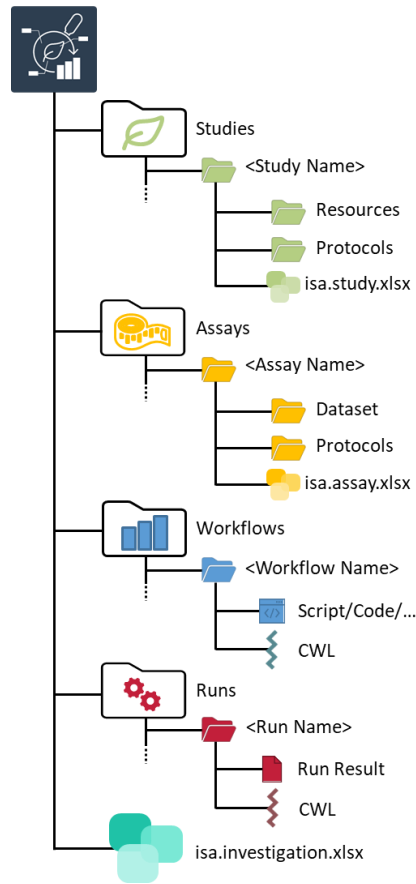 Studies
<Study Name>
Resources
Protocols
isa.study.xlsx
Assays
<Assay Name>
Dataset
Protocols
isa.assay.xlsx
Workflows
<Workflow Name>
Script/Code/...
CWL
Runs
<Run Name>
Run Result
CWL
isa.investigation.xlsx